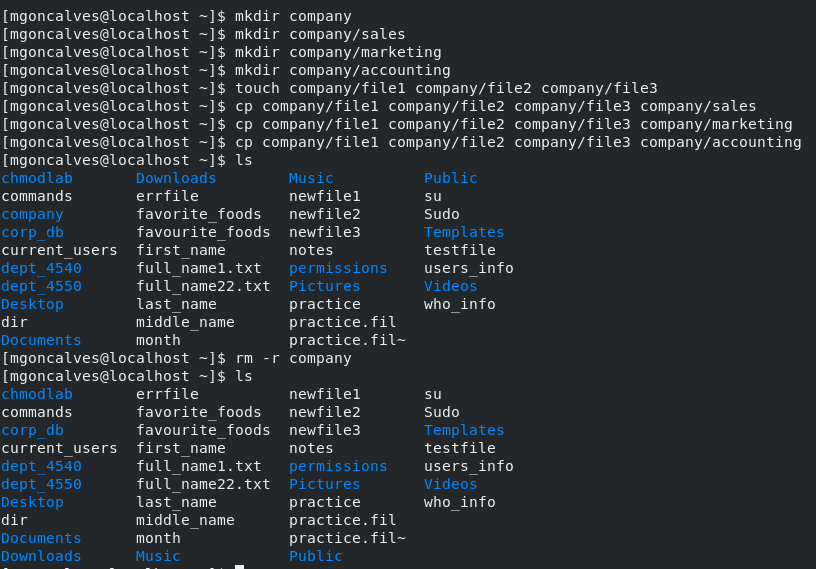 [mgoncalves@localhost ~]$ mkdir company
[mgoncalves@localhost ~]$ mkdir company/sales
[mgoncalves@localhost ~]$ mkdir company/marketing
[mgoncalves@localhost ~]$ mkdir company/accounting
[mgoncalves@localhost ~]$ touch company/file1 company/file2 company/file3
[mgoncalves@localhost ~]$ cp company/file1 company/file2 company/file3 company/sales
[mgoncalves@localhost ~]$ cp company/file1 company/file2 company/file3 company/marketing
[mgoncalves@localhost ~]$ cp company/file1 company/file2 company/file3 company/accounting
[mgoncalves@localhost ~]$ ls
chmodlab       Downloads        Music          Public
commands       errfile          newfile1       su
company        favorite_foods   newfile2       Sudo
corp_db        favourite_foods  newfile3       Templates
current_users  first_name       notes          testfile
dept_4540      full_name1.txt   permissions    users_info
dept_4550      full_name22.txt  Pictures       Videos
Desktop        last_name        practice       who_info
dir            middle_name      practice.fil
Documents      month            practice.fil~
[mgoncalves@localhost ~]$ rm -r company
[mgoncalves@localhost ~]$ ls
chmodlab       errfile          newfile1       su
commands       favorite_foods   newfile2       Sudo
corp_db        favourite_foods  newfile3       Templates
current_users  first_name       notes          testfile
dept_4540      full_name1.txt   permissions    users_info
dept_4550      full_name22.txt  Pictures       Videos
Desktop        last_name        practice       who_info
dir            middle_name      practice.fil
Documents      month            practice.fil~
Downloads      Music            Public